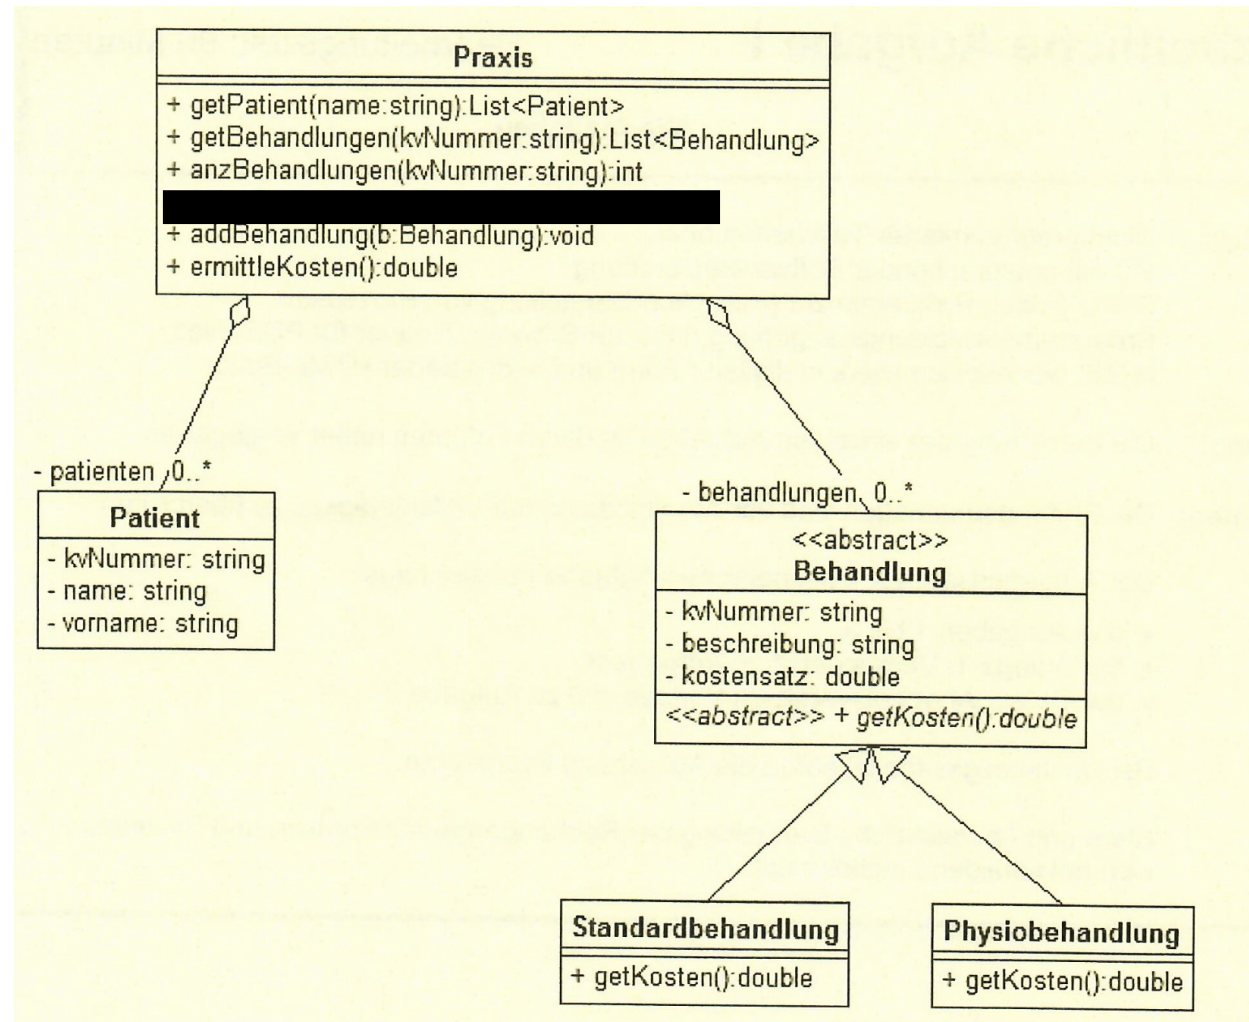 Praxis
+ getPatient(name:string):List<Patient>
+ getBehandlungen(kvNummer:string):List<Behandlung>
+ anzBehandlungen(kvNummer:string):int
+ addBehandlung(b:Behandlung):void
+ ermittleKosten():double
- patienten 0..*
Patient
- kvNummer: string
- name: string
- vorname: string
- behandlungen 0..*
<<abstract>>
Behandlung
- kvNummer: string
- beschreibung: string
- kostensatz: double
<<abstract>> + getKosten():double
Standardbehandlung
+ getKosten():double
Physiobehandlung
+ getKosten():double